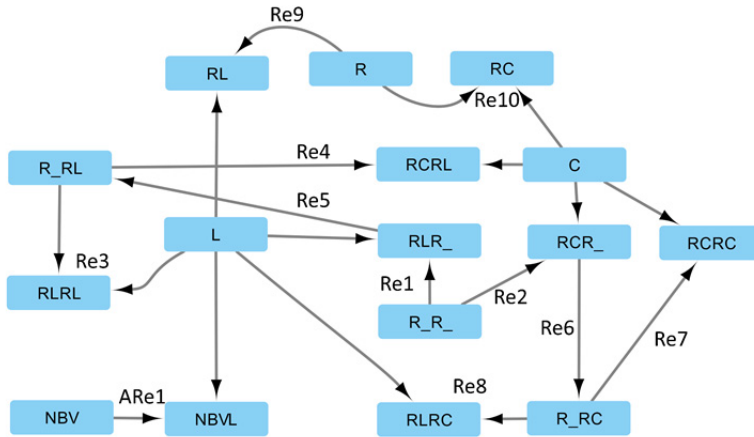 Re9
RL
R
RC
Re10
Re4
R_RL
RCRL
C
Re5
L
RLR_
RCR_
RCRC
Re3
RLRL
Re1
Re2
R_R_
Re6
Re7
ARe1
Re8
NBV
NBVL
RLRC
R_RC